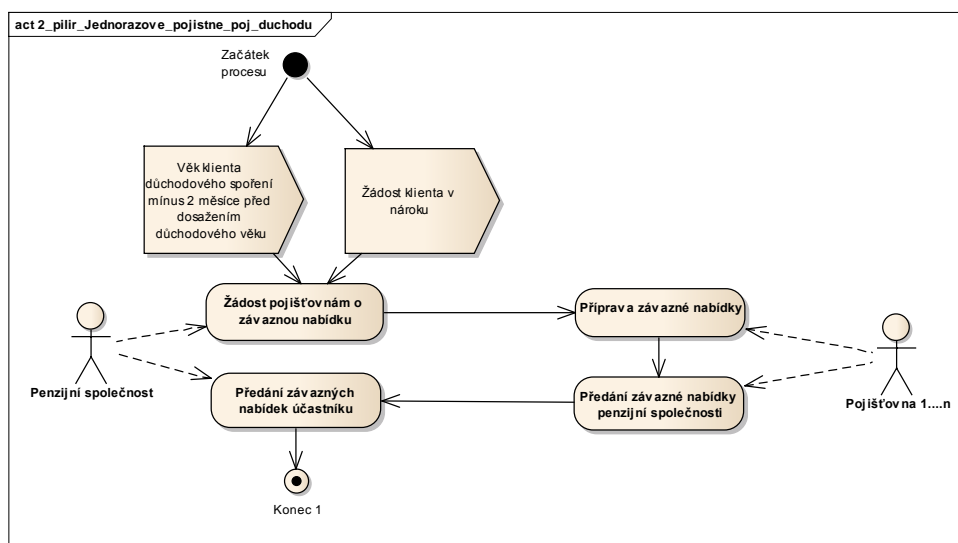 act 2_pilir_Jednorazove_pojistne_poj_duchodu
Začátek
procesu
Věk klienta
důchodového spoření
mínus 2 měsíce před
dosažením
důchodového věku
Žádost klienta v
nároku
Žádost pojišťovnám o
závaznou nabídku
Příprava závazné nabídky
Penzijní společnost
Pojišťovna 1....n
Předání závazných
nabídek účastníku
Předání závazné nabídky
penzijní společnosti
Konec 1